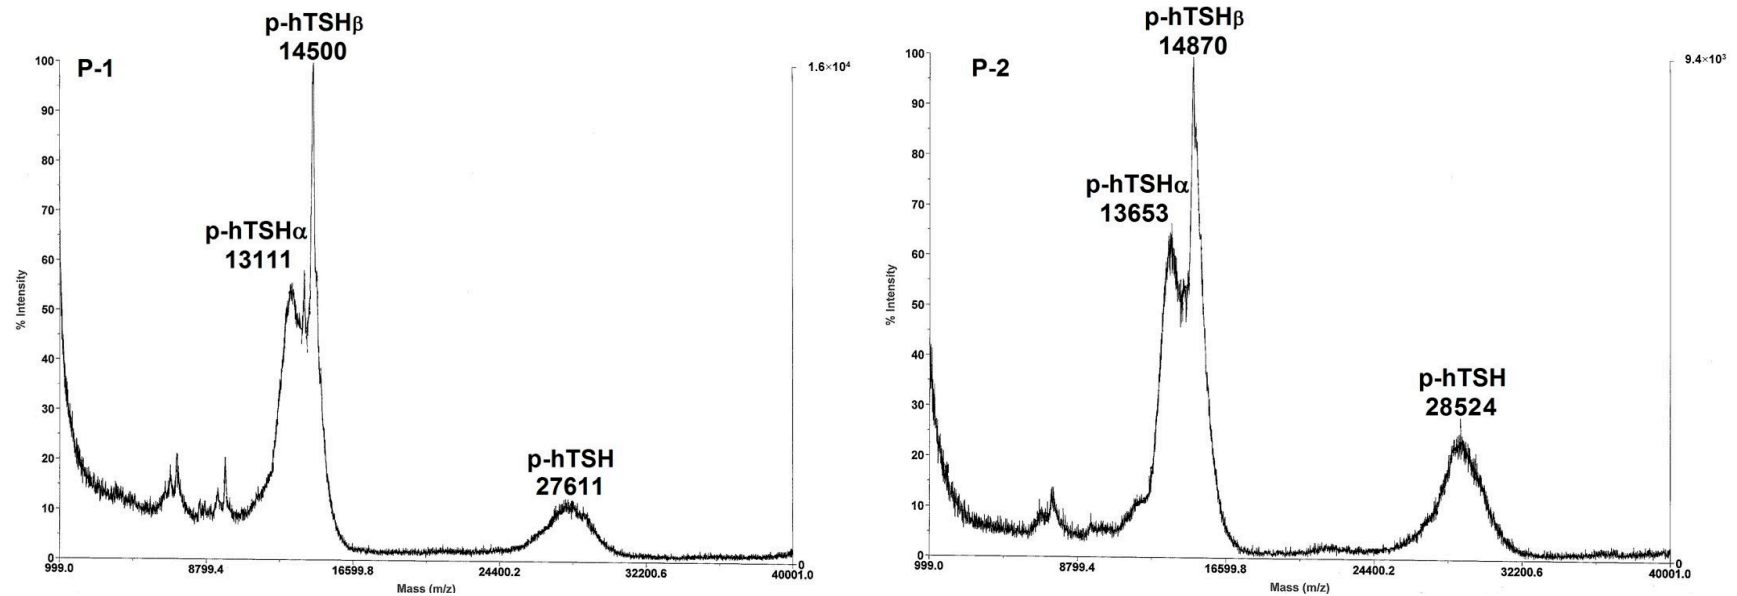 P-1
p-hTSHβ
14500
1.6×10⁴
p-hTSHα
13111
p-hTSH
27611
100
90
80
70
60
50
40
30
20
10
0
% Intensity
0
999.0 8799.4 16599.8 24400.2 32200.6 40001.0
Mass (m/z)
P-2
p-hTSHβ
14870
9.4×10³
p-hTSHα
13653
p-hTSH
28524
100
90
80
70
60
50
40
30
20
10
0
% Intensity
0
999.0 8799.4 16599.8 24400.2 32200.6 40001.0
Mass (m/z)